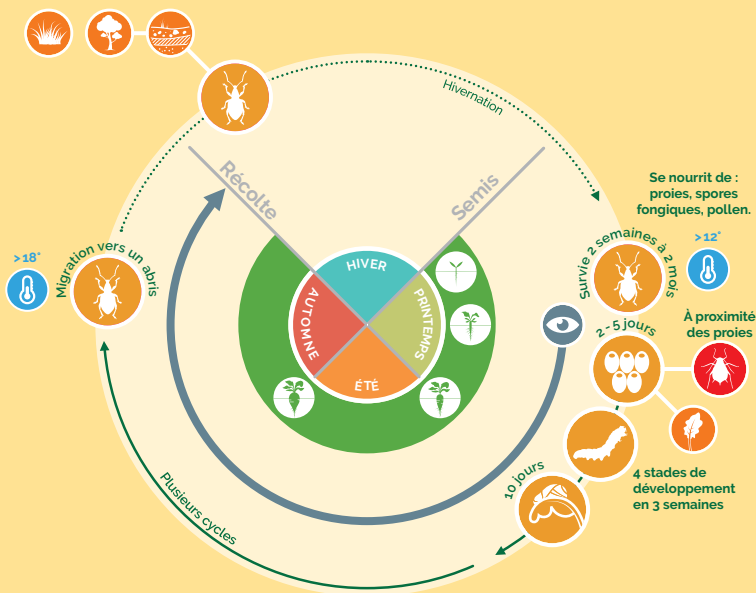 Hivernation
Récolte
Semis
Se nourrit de :
proies, spores
fongiques, pollen.
> 18°
Migration vers un abris
HIVER
PRINTEMPS
ÉTÉ
AUTOMNE
Survie 2 semaines à 2 mois
> 12°
2 - 5 jours
À proximité
des proies
4 stades de
développement
en 3 semaines
10 jours
Plusieurs cycles